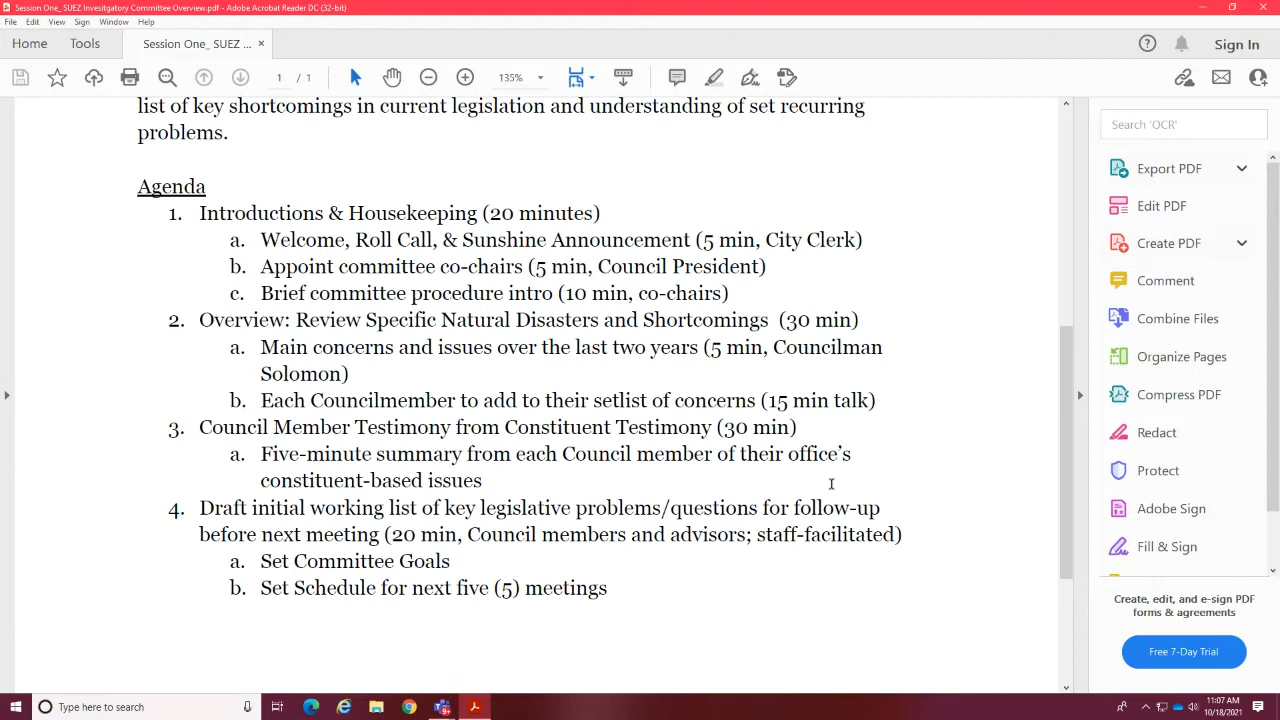 Session One_ SUEZ Invesitgatory Committee Overview.pdf - Adobe Acrobat Reader DC (32-bit)
File Edit View Sign Window Help
Home Tools Session One_ SUEZ ... × Sign In
1 / 1 135%
list of key shortcomings in current legislation and understanding of set recurring
problems.
Agenda
1. Introductions & Housekeeping (20 minutes)
a. Welcome, Roll Call, & Sunshine Announcement (5 min, City Clerk)
b. Appoint committee co-chairs (5 min, Council President)
c. Brief committee procedure intro (10 min, co-chairs)
2. Overview: Review Specific Natural Disasters and Shortcomings (30 min)
a. Main concerns and issues over the last two years (5 min, Councilman
Solomon)
b. Each Councilmember to add to their setlist of concerns (15 min talk)
3. Council Member Testimony from Constituent Testimony (30 min)
a. Five-minute summary from each Council member of their office's
constituent-based issues
4. Draft initial working list of key legislative problems/questions for follow-up
before next meeting (20 min, Council members and advisors; staff-facilitated)
a. Set Committee Goals
b. Set Schedule for next five (5) meetings
Search 'OCR'
Export PDF
Edit PDF
Create PDF
Comment
Combine Files
Organize Pages
Compress PDF
Redact
Protect
Adobe Sign
Fill & Sign
Create, edit, and e-sign PDF
forms & agreements
Free 7-Day Trial
Type here to search
11:07 AM
10/18/2021